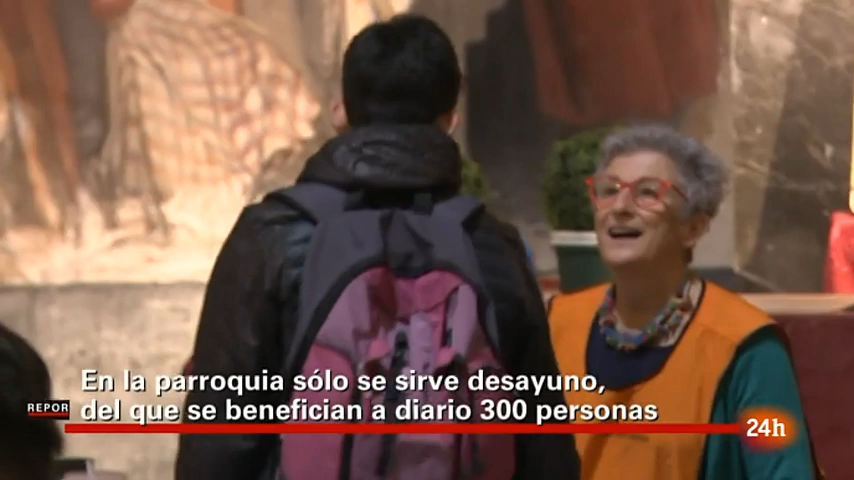 En la parroquia sólo se sirve desayuno,
REPOR
del que se benefician a diario 300 personas
24h